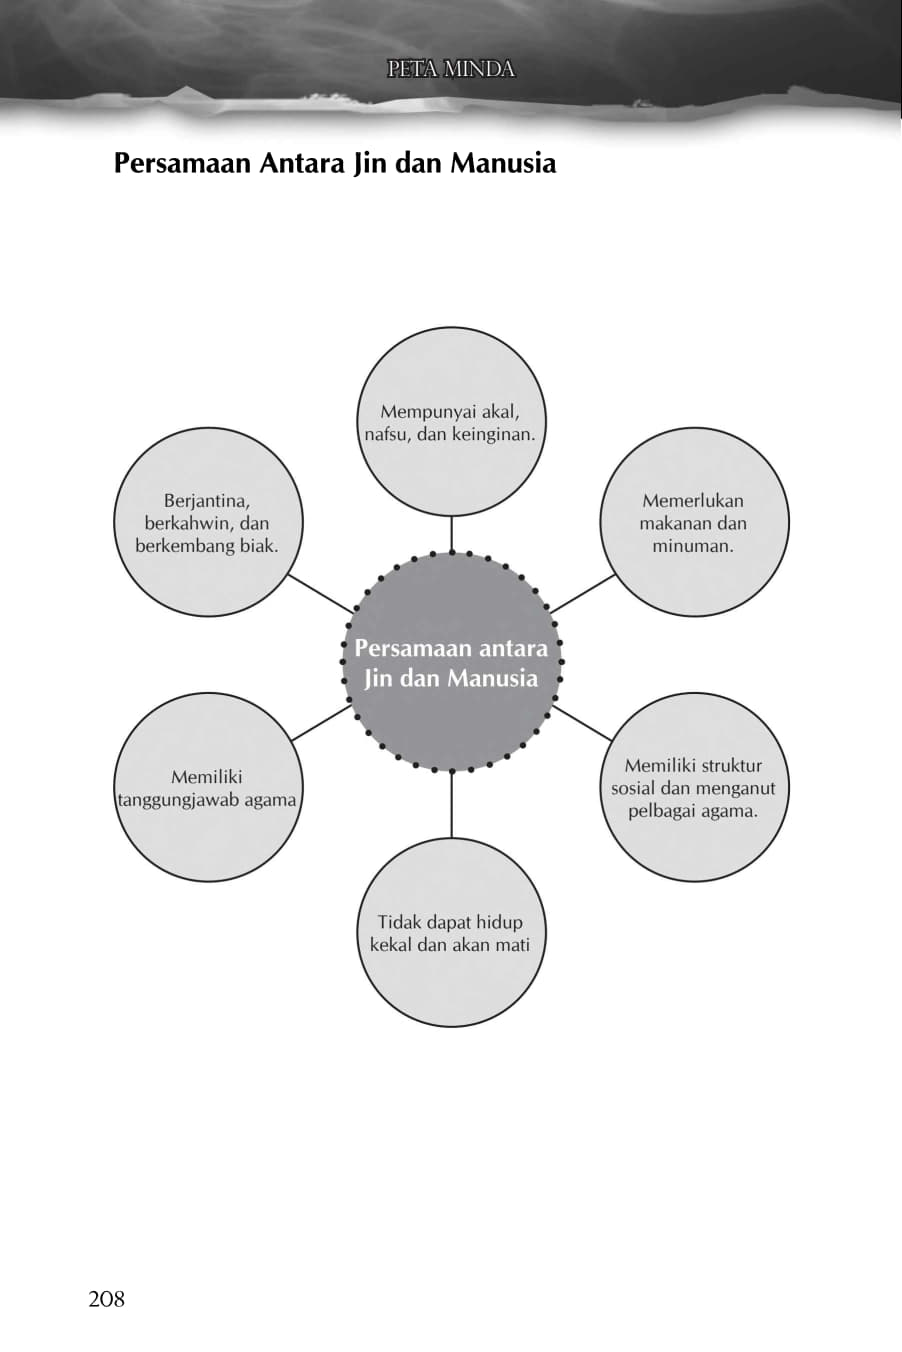 PETA MINDA
Persamaan Antara Jin dan Manusia
Mempunyai akal,
nafsu, dan keinginan.
Berjantina,
berkahwin, dan
berkembang biak.
Memerlukan
makanan dan
minuman.
Persamaan antara
Jin dan Manusia
Memiliki
tanggungjawab agama
Memiliki struktur
sosial dan menganut
pelbagai agama.
Tidak dapat hidup
kekal dan akan mati
208